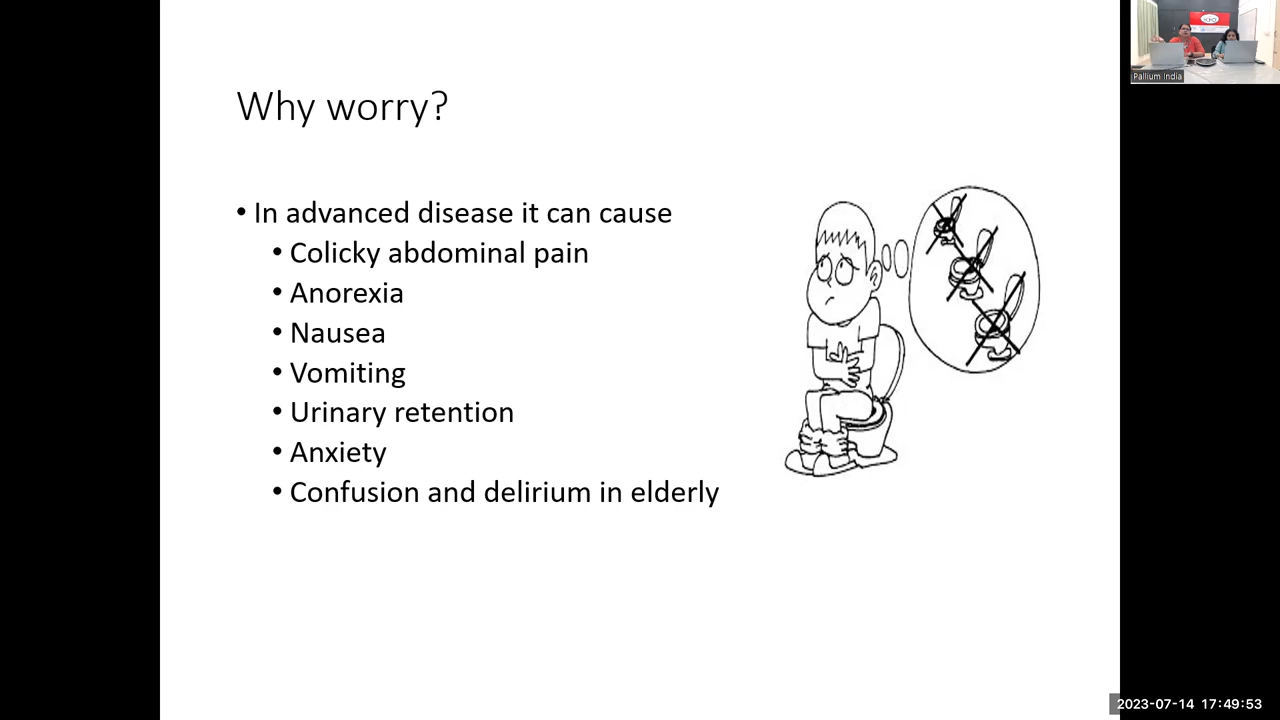 Why worry?
• In advanced disease it can cause
• Colicky abdominal pain
• Anorexia
• Nausea
• Vomiting
• Urinary retention
• Anxiety
• Confusion and delirium in elderly
Pallium India
2023-07-14 17:49:53